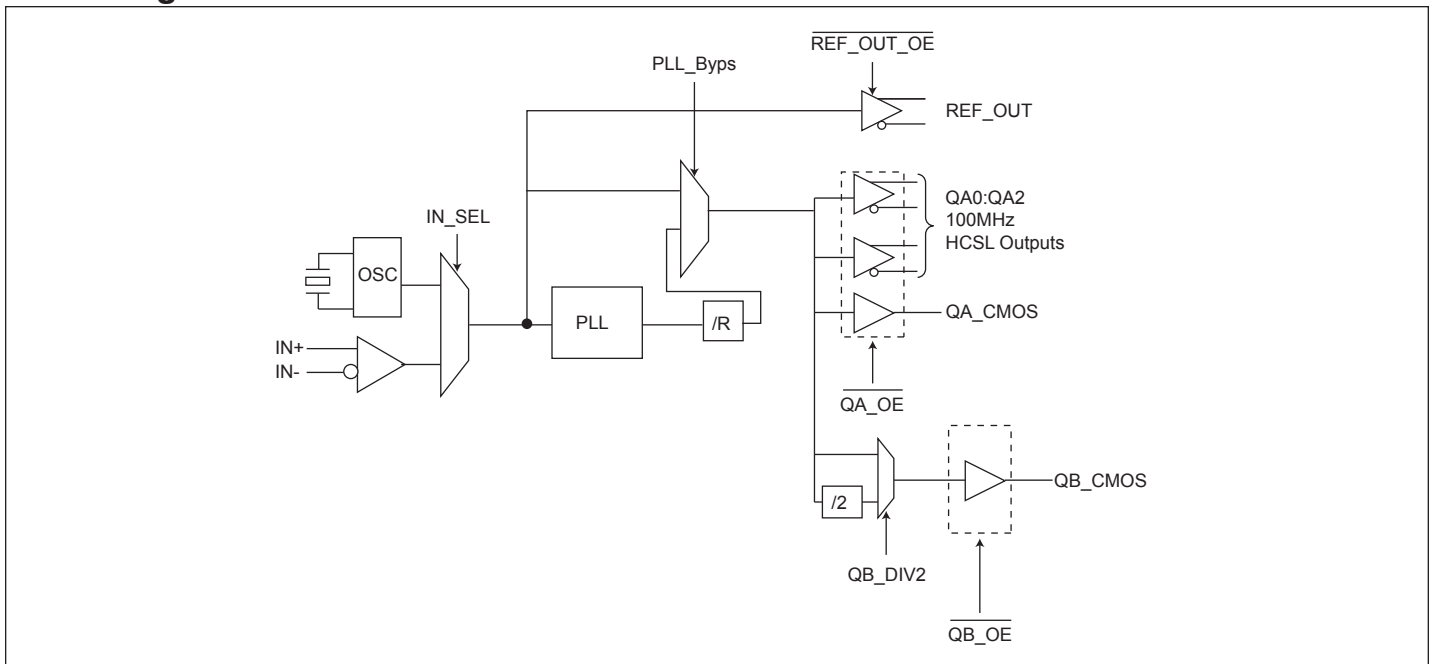 REF_OUT_OE
PLL_Byps
REF_OUT
QA0:QA2
100MHz
HCSL Outputs
IN_SEL
OSC
PLL
/R
QA_CMOS
IN+
IN-
QA_OE
/2
QB_CMOS
QB_DIV2
QB_OE